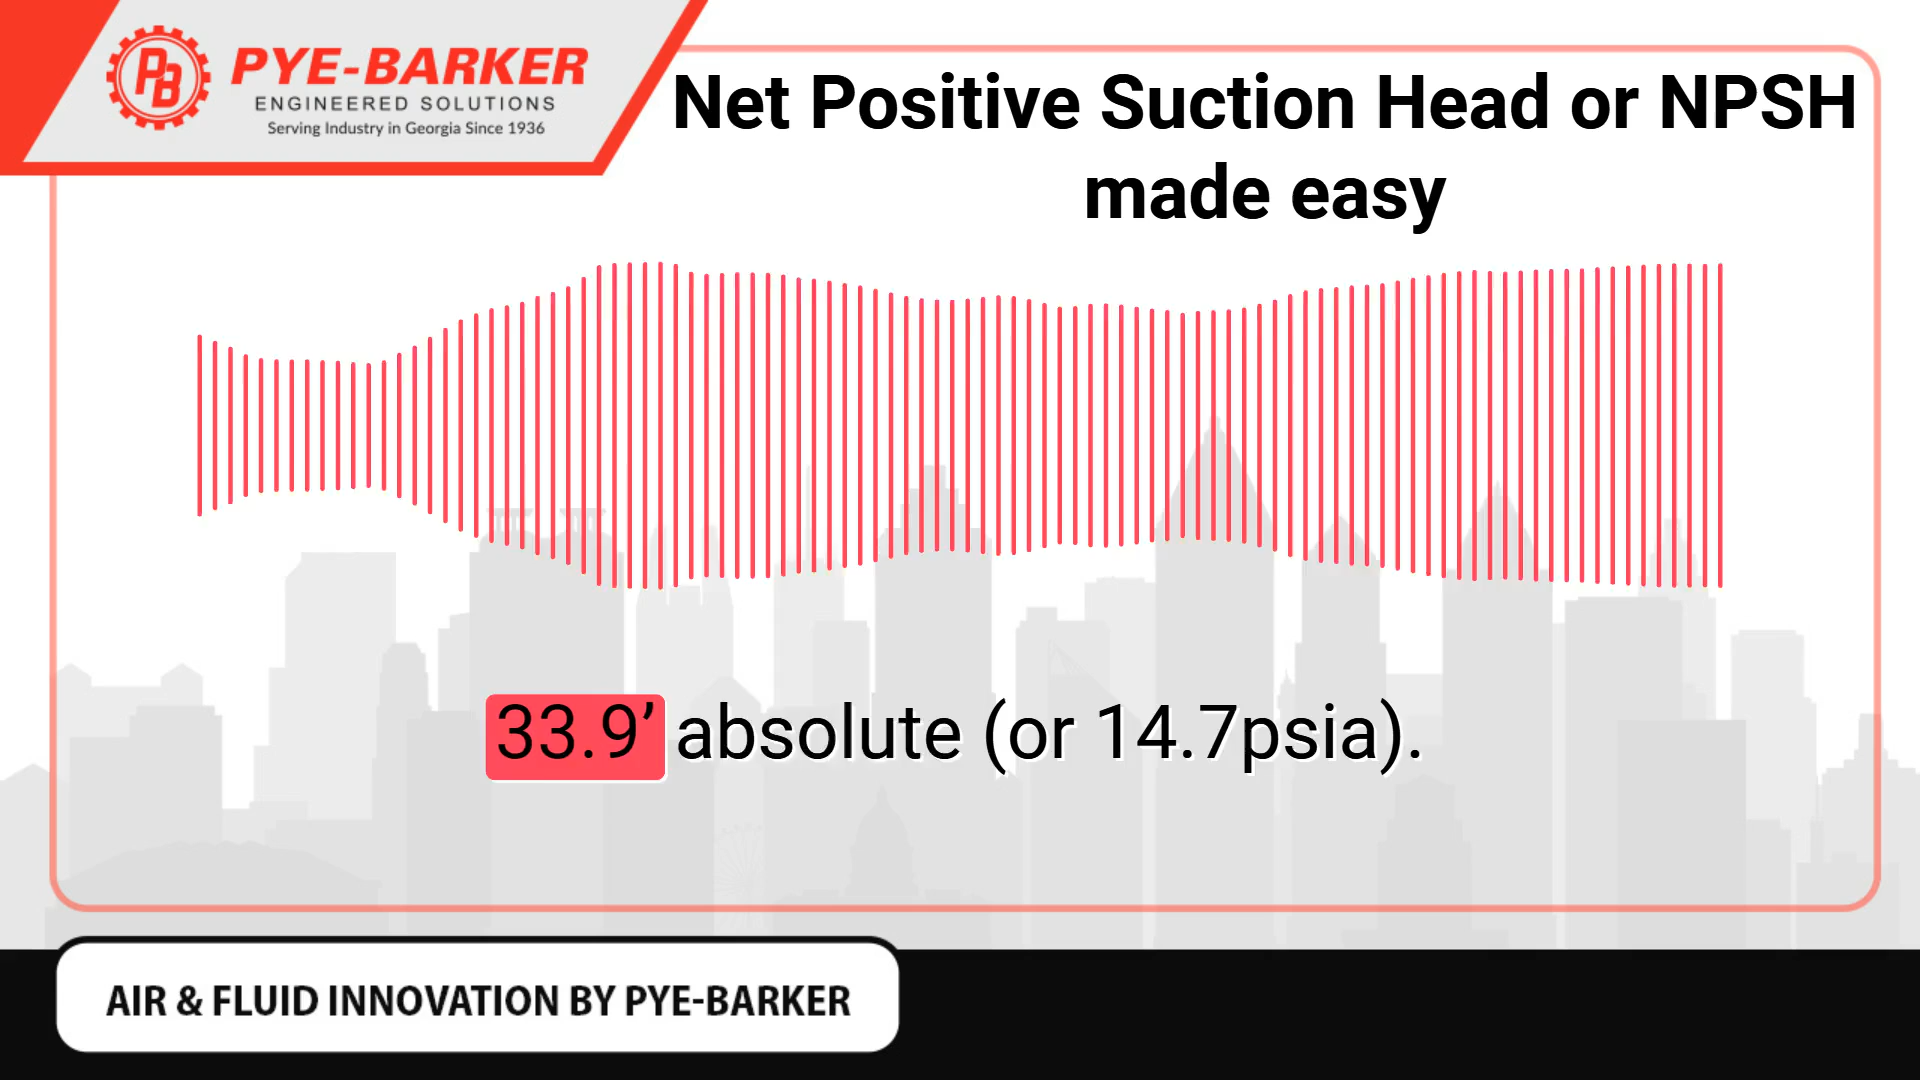 PB
PYE-BARKER
ENGINEERED SOLUTIONS
Serving Industry in Georgia Since 1936
Net Positive Suction Head or NPSH
made easy
33.9’ absolute (or 14.7psia).
AIR & FLUID INNOVATION BY PYE-BARKER